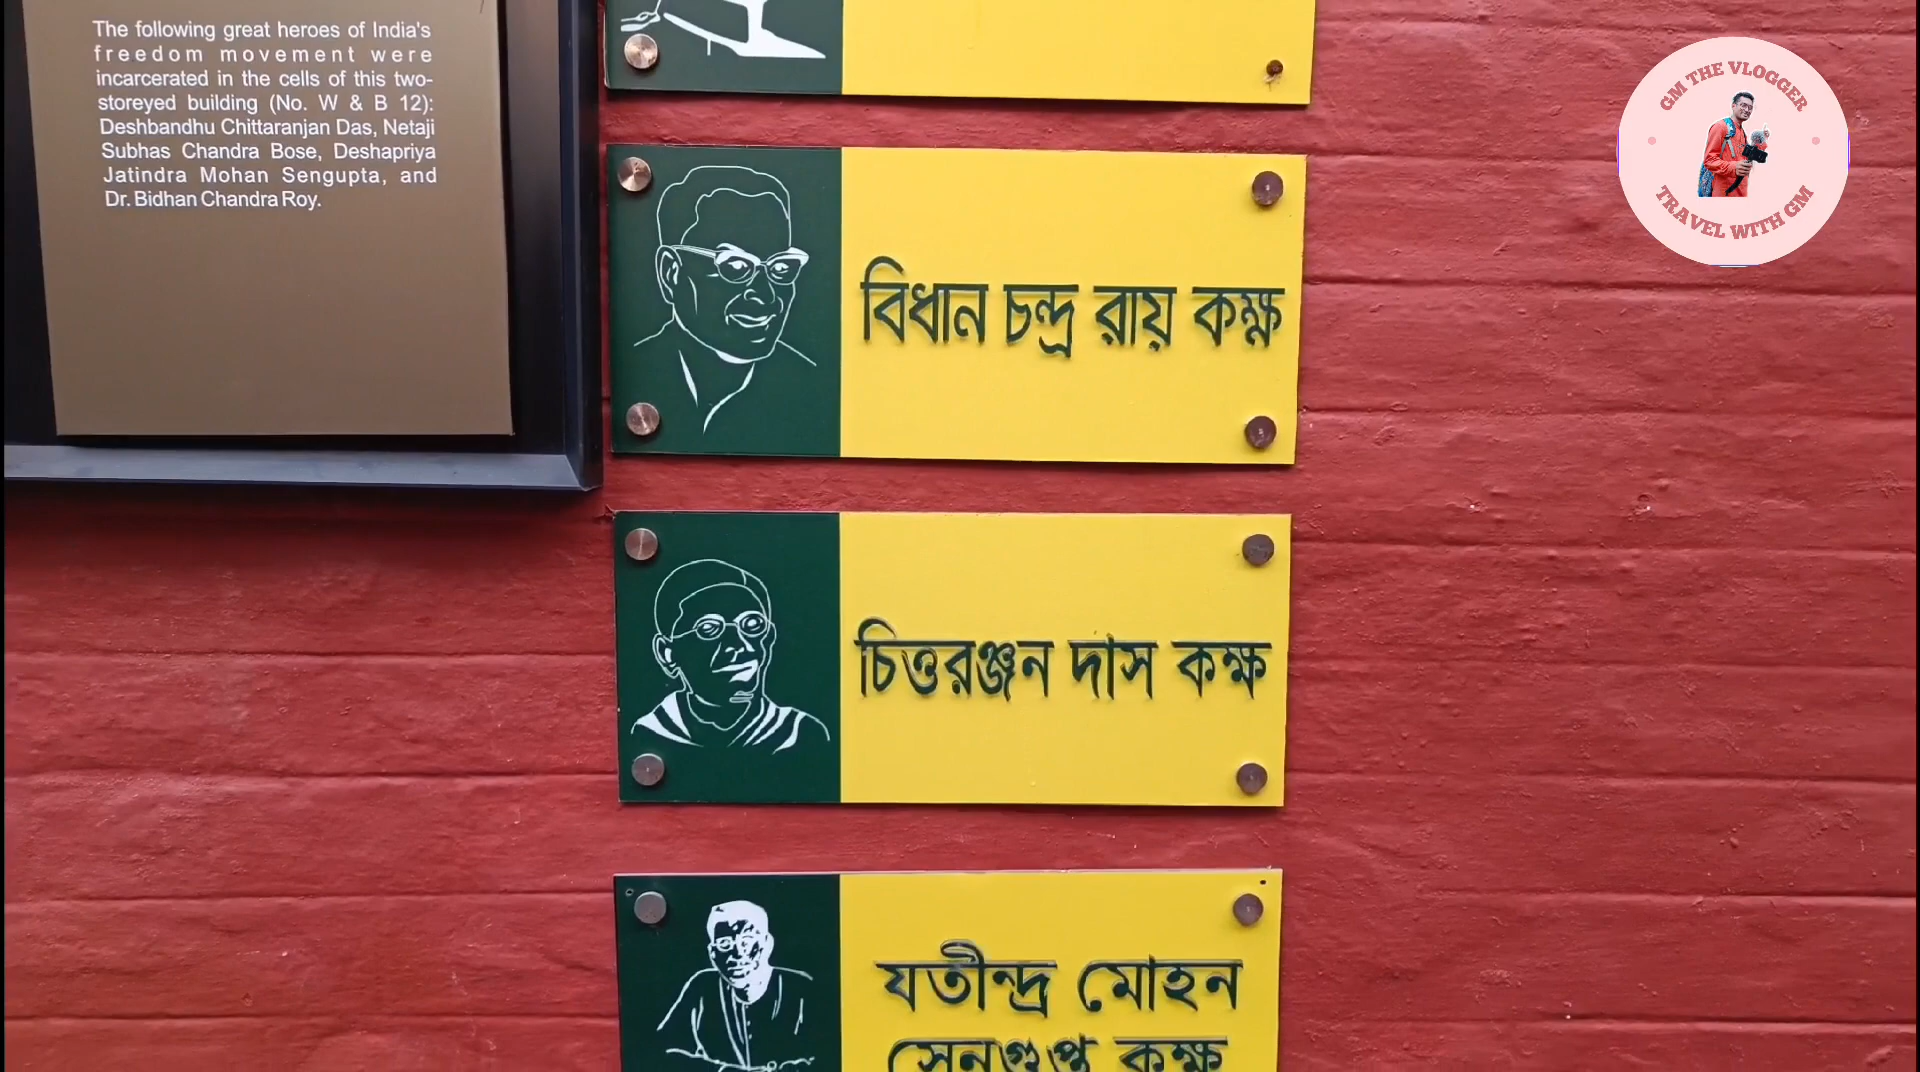 The following great heroes of India's
freedom movement were
incarcerated in the cells of this two-
storeyed building (No. W & B 12):
Deshbandhu Chittaranjan Das, Netaji
Subhas Chandra Bose, Deshapriya
Jatindra Mohan Sengupta, and
Dr. Bidhan Chandra Roy.
বিধান চন্দ্র রায় কক্ষ
চিত্তরঞ্জন দাস কক্ষ
যতীন্দ্র মোহন
সেনগুপ্ত কক্ষ
GM THE VLOGGER
TRAVEL WITH GM